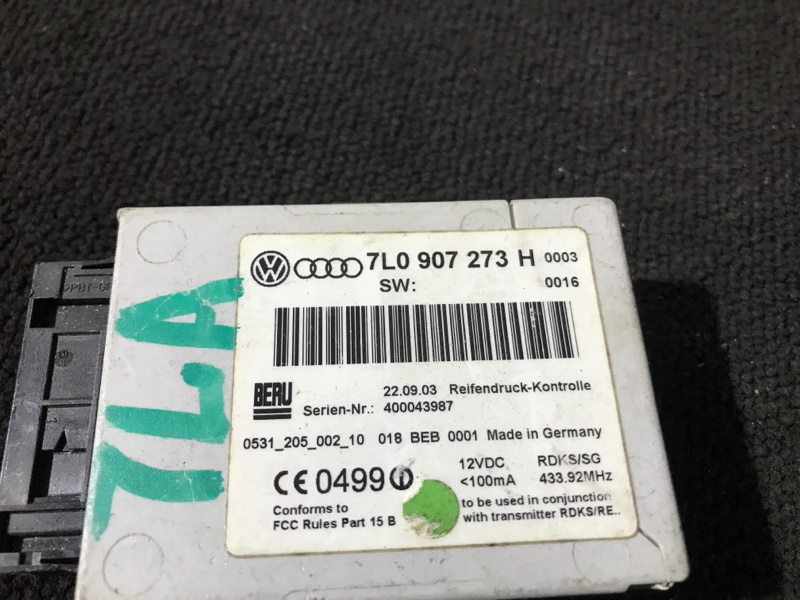 7L0 907 273 H 0003
SW: 0016
BERU
22.09.03 Reifendruck-Kontrolle
Serien-Nr.: 400043987
0531_205_002_10 018 BEB 0001 Made in Germany
CE 0499
12VDC RDKS/SG
<100mA 433.92MHz
Conforms to
FCC Rules Part 15 B
to be used in conjunction
with transmitter RDKS/RE..
7LA